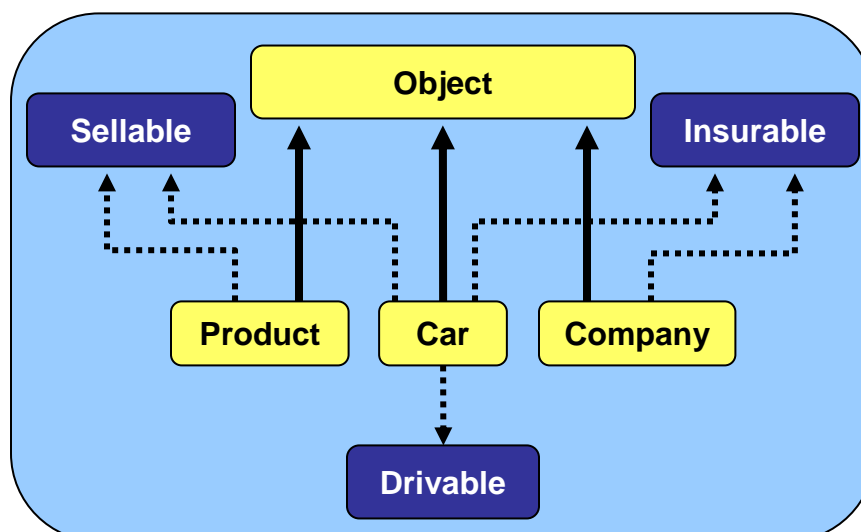 Object
Sellable
Insurable
Product
Car
Company
Drivable